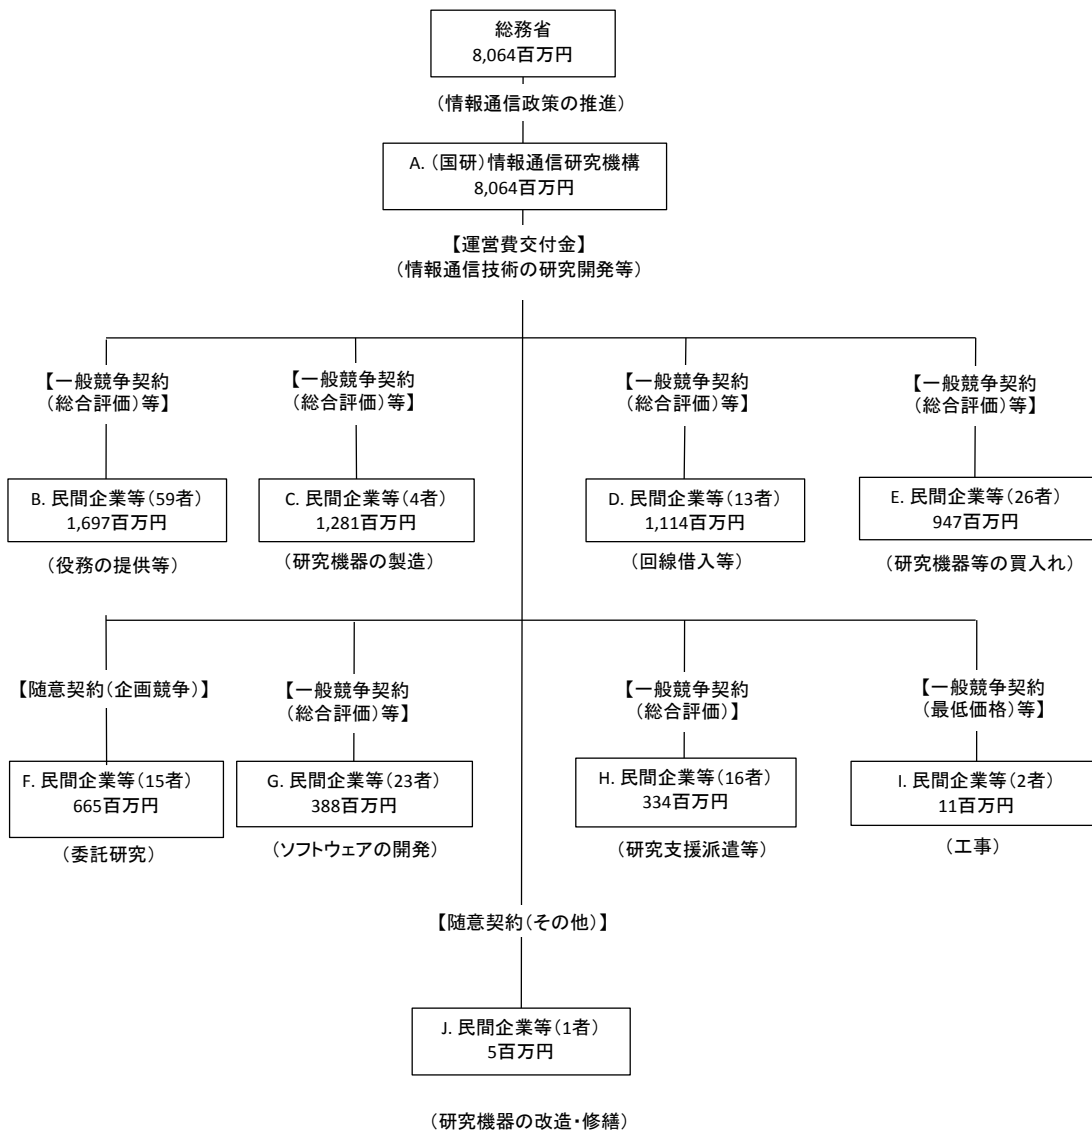 総務省
8,064百万円
（情報通信政策の推進）
A. （国研）情報通信研究機構
8,064百万円
【運営費交付金】
（情報通信技術の研究開発等）
【一般競争契約
（総合評価）等】
B. 民間企業等（59者）
1,697百万円
（役務の提供等）
【一般競争契約
（総合評価）等】
C. 民間企業等（4者）
1,281百万円
（研究機器の製造）
【一般競争契約
（総合評価）等】
D. 民間企業等（13者）
1,114百万円
（回線借入等）
【一般競争契約
（総合評価）等】
E. 民間企業等（26者）
947百万円
（研究機器等の買入れ）
【随意契約（企画競争）】
F. 民間企業等（15者）
665百万円
（委託研究）
【一般競争契約
（総合評価）等】
G. 民間企業等（23者）
388百万円
（ソフトウェアの開発）
【一般競争契約
（総合評価）】
H. 民間企業等（16者）
334百万円
（研究支援派遣等）
【一般競争契約
（最低価格）等】
I. 民間企業等（2者）
11百万円
（工事）
【随意契約（その他）】
J. 民間企業等（1者）
5百万円
（研究機器の改造・修繕）